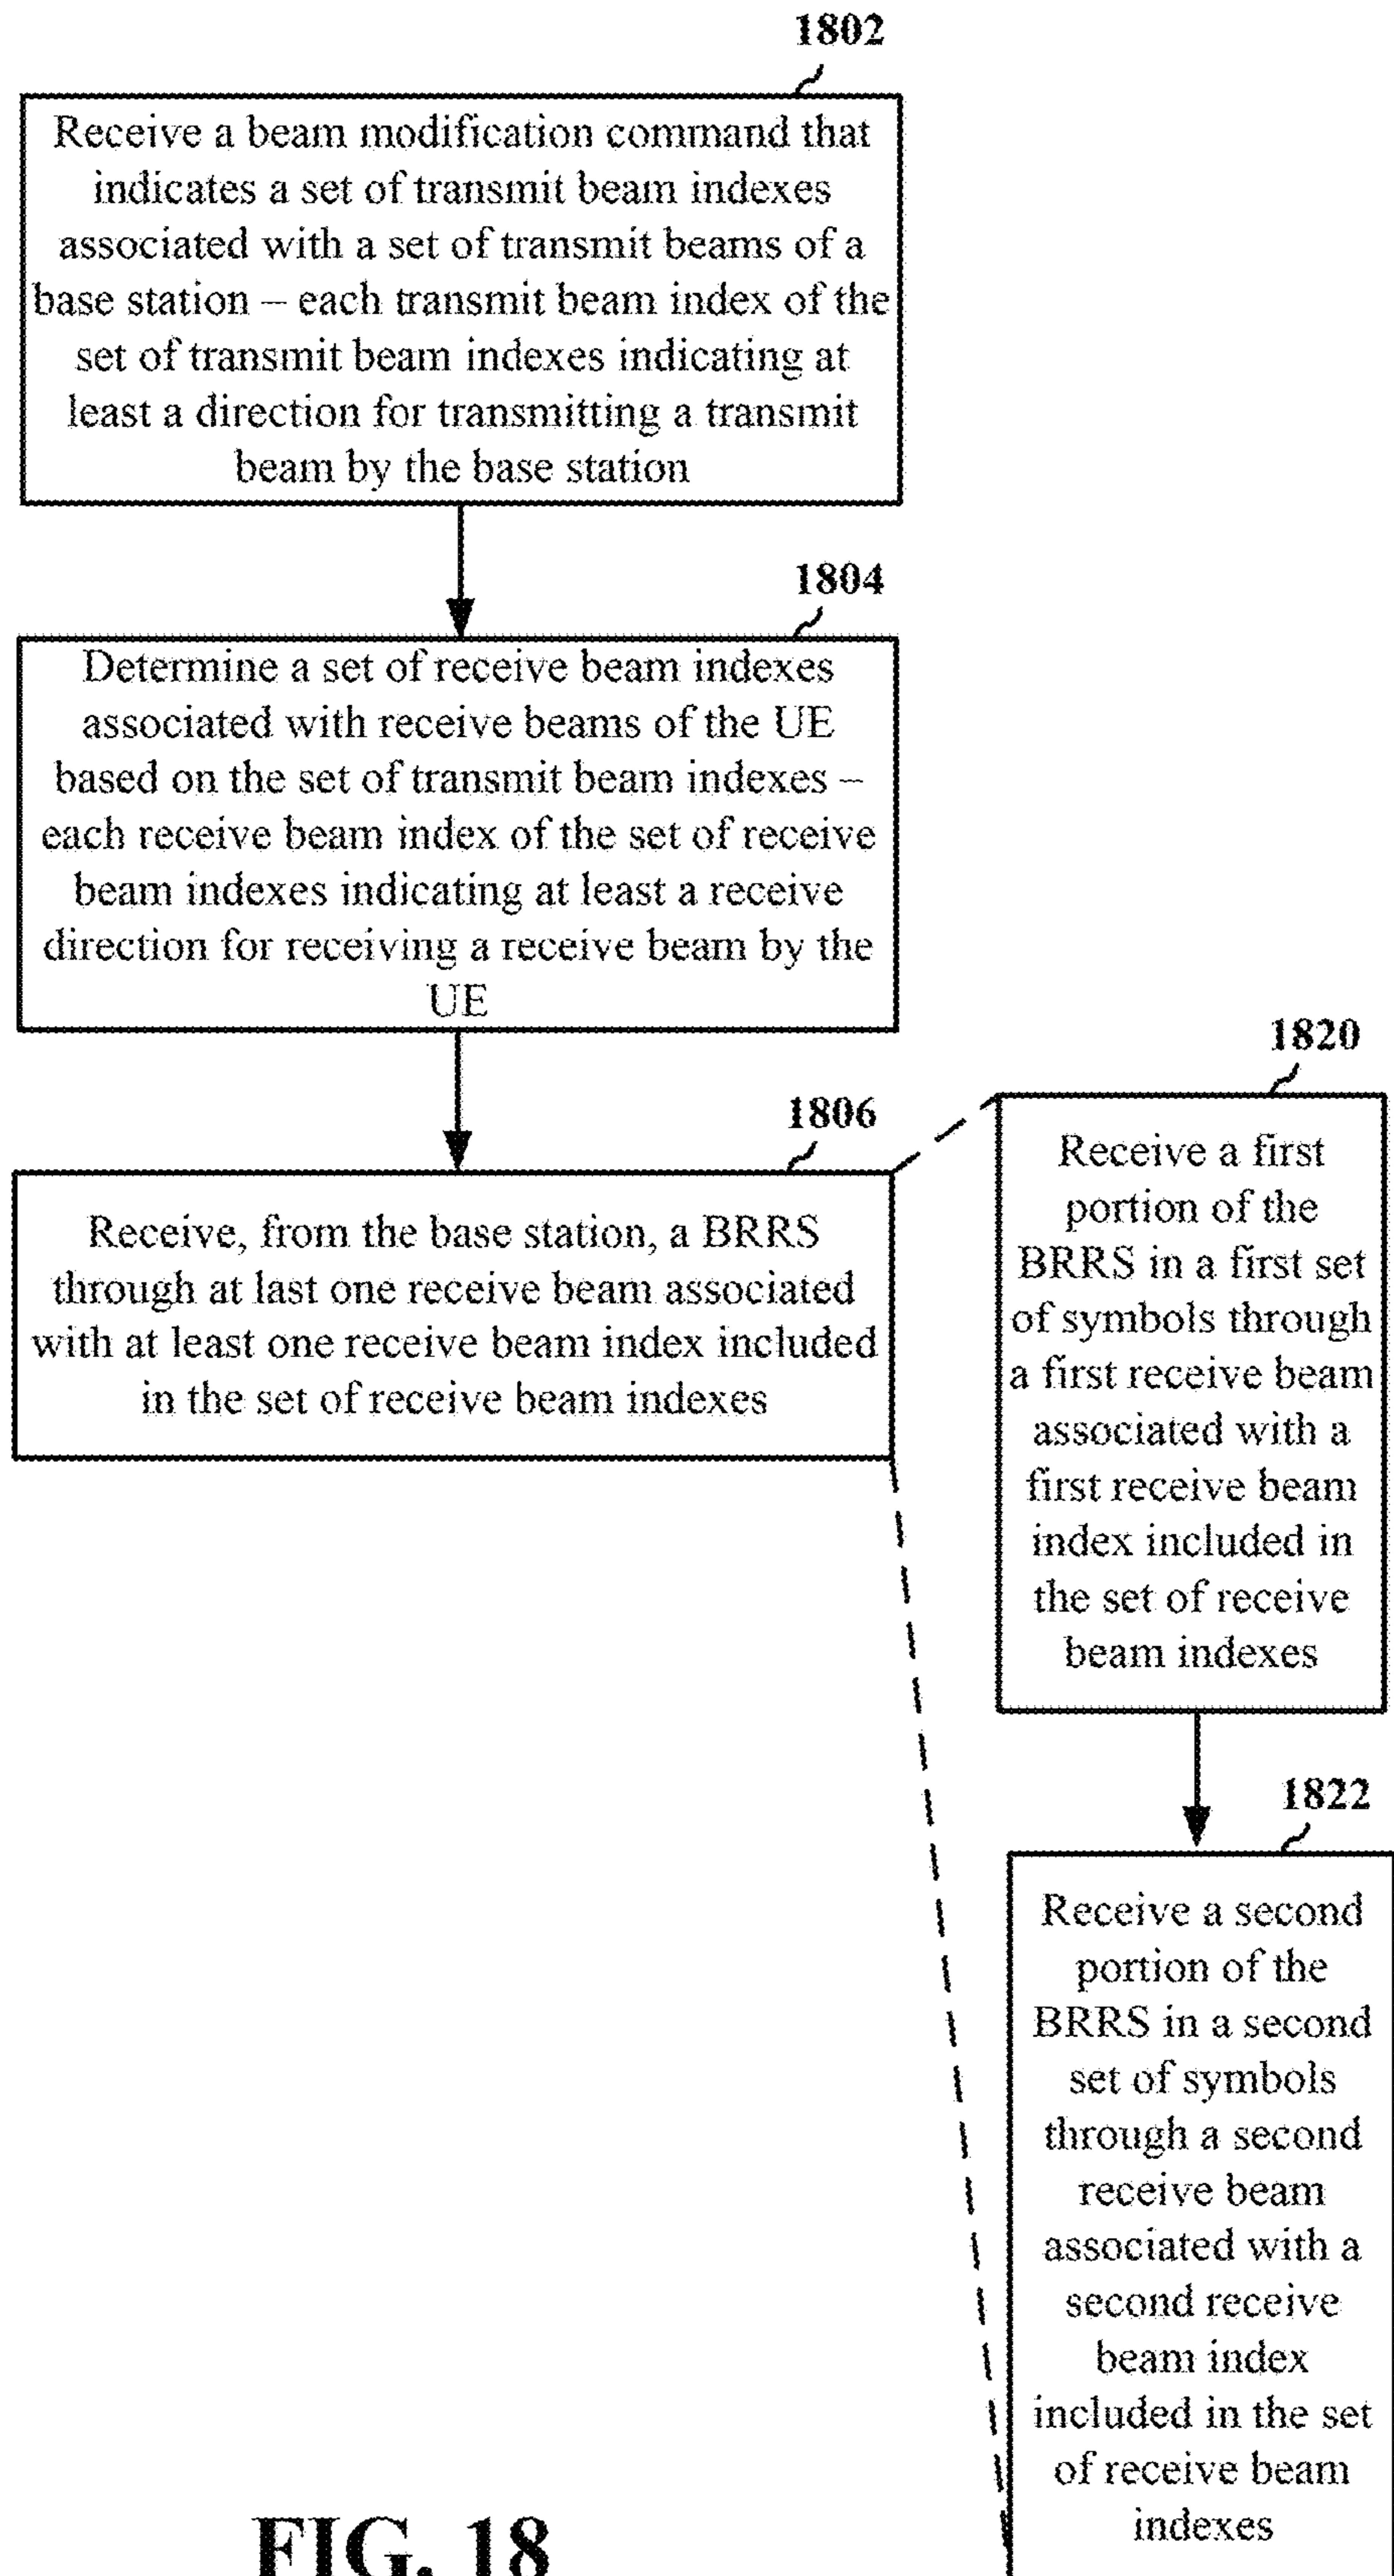 1802
Receive a beam modification command that
indicates a set of transmit beam indexes
associated with a set of transmit beams of a
base station – each transmit beam index of the
set of transmit beam indexes indicating at
least a direction for transmitting a transmit
beam by the base station
1804
Determine a set of receive beam indexes
associated with receive beams of the UE
based on the set of transmit beam indexes –
each receive beam index of the set of receive
beam indexes indicating at least a receive
direction for receiving a receive beam by the
UE
1806
Receive, from the base station, a BRRS
through at last one receive beam associated
with at least one receive beam index included
in the set of receive beam indexes
1820
Receive a first
portion of the
BRRS in a first set
of symbols through
a first receive beam
associated with a
first receive beam
index included in
the set of receive
beam indexes
1822
Receive a second
portion of the
BRRS in a second
set of symbols
through a second
receive beam
associated with a
second receive
beam index
included in the set
of receive beam
indexes
FIG. 18